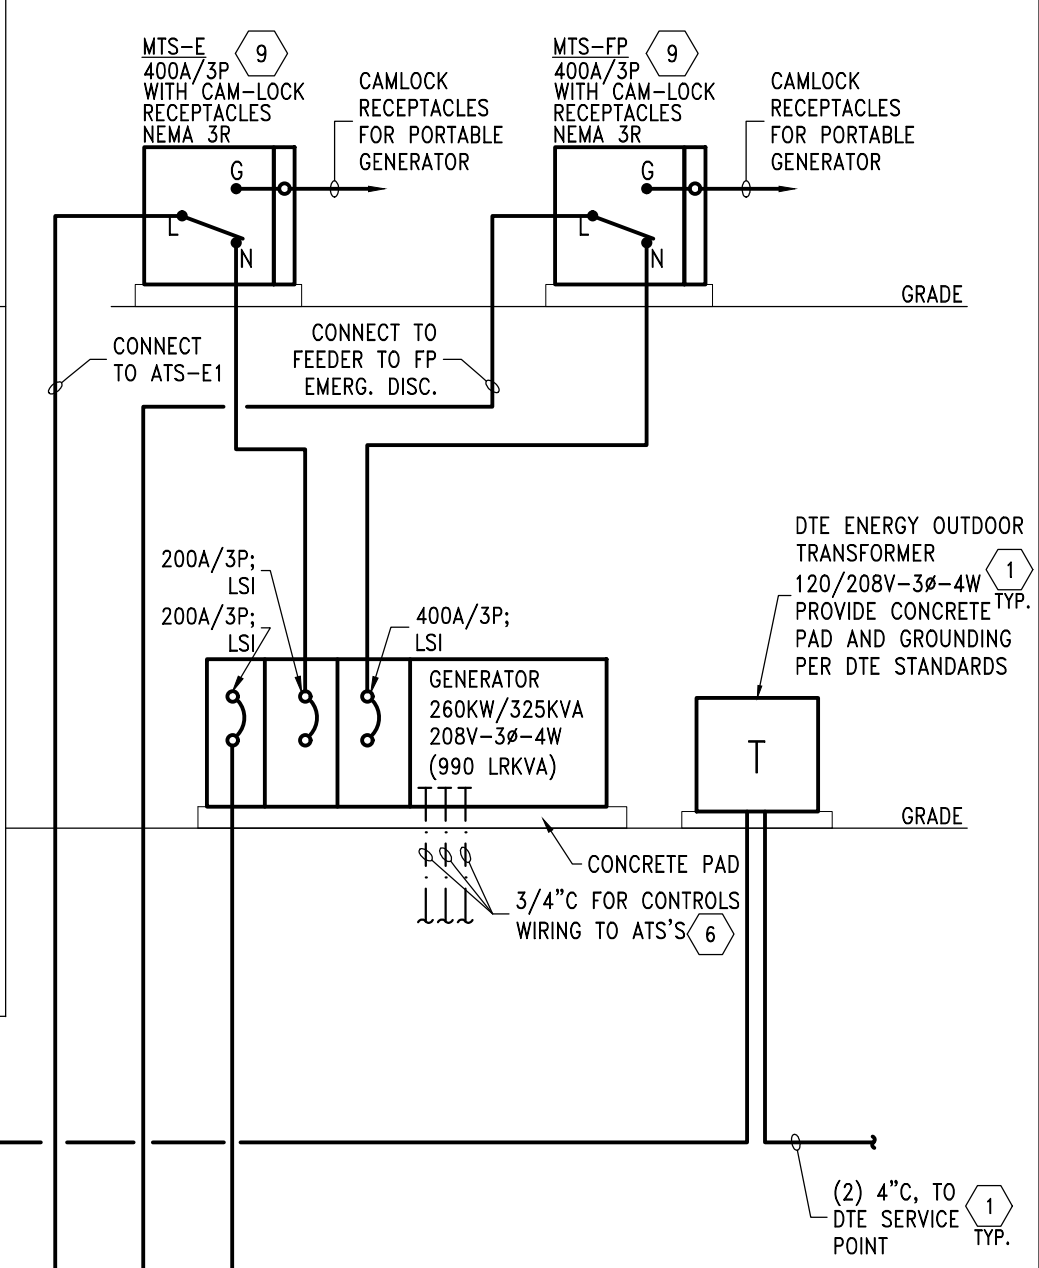 MTS-E
9
400A/3P
WITH CAM-LOCK
RECEPTACLES
NEMA 3R
CAMLOCK
RECEPTACLES
FOR PORTABLE
GENERATOR
G
L
N
MTS-FP
9
400A/3P
WITH CAM-LOCK
RECEPTACLES
NEMA 3R
CAMLOCK
RECEPTACLES
FOR PORTABLE
GENERATOR
G
L
N
GRADE
CONNECT
TO ATS-E1
CONNECT TO
FEEDER TO FP
EMERG. DISC.
200A/3P;
LSI
200A/3P;
LSI
400A/3P;
LSI
GENERATOR
260KW/325KVA
208V-3ø-4W
(990 LRKVA)
DTE ENERGY OUTDOOR
TRANSFORMER
120/208V-3ø-4W
PROVIDE CONCRETE
PAD AND GROUNDING
PER DTE STANDARDS
1
TYP.
T
GRADE
CONCRETE PAD
3/4"C FOR CONTROLS
WIRING TO ATS'S
6
(2) 4"C, TO
DTE SERVICE
POINT
1
TYP.